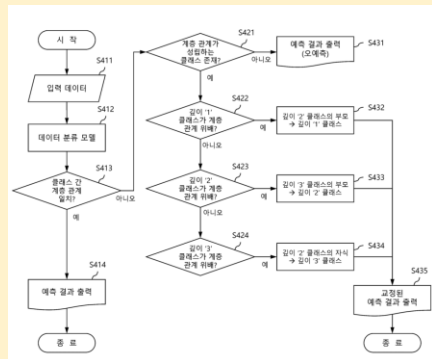 시 작
S411
입력 데이터
S412
데이터 분류 모델
S413
클래스 간
계층 관계
일치?
아니오
예
S414
예측 결과 출력
종 료
S421
계층 관계가
성립하는
클래스 존재?
아니오
S431
예측 결과 출력
(오예측)
예
S422
깊이 '1'
클래스가 계층
관계 위배?
예
S432
깊이 '2' 클래스의 부모
→ 깊이 '1' 클래스
아니오
S423
깊이 '2'
클래스가 계층
관계 위배?
예
S433
깊이 '3' 클래스의 부모
→ 깊이 '2' 클래스
아니오
S424
깊이 '3'
클래스가 계층
관계 위배?
예
S434
깊이 '2' 클래스의 자식
→ 깊이 '3' 클래스
S435
교정된
예측 결과 출력
종 료